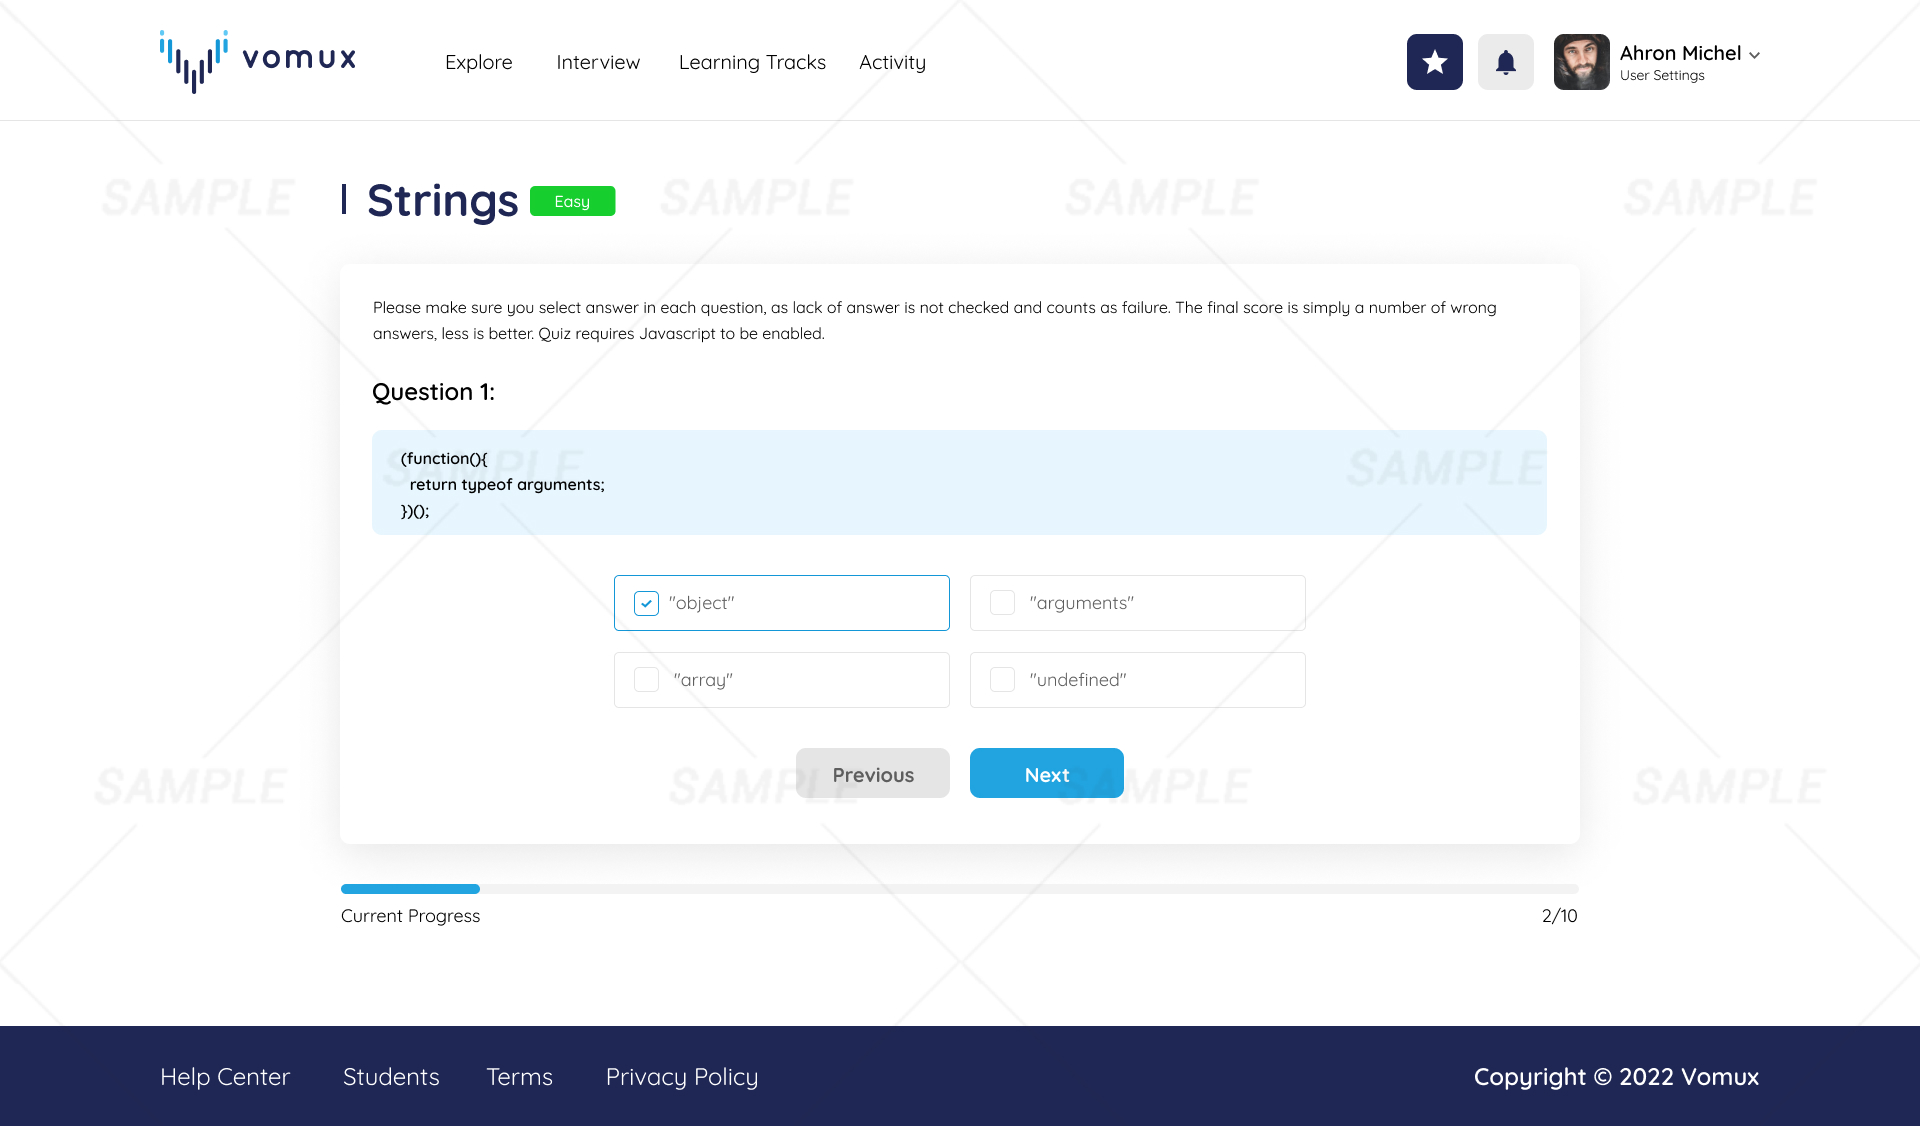 vomux
Explore Interview Learning Tracks Activity
Ahron Michel
User Settings
SAMPLE SAMPLE SAMPLE SAMPLE
Strings Easy
Please make sure you select answer in each question, as lack of answer is not checked and counts as failure. The final score is simply a number of wrong
answers, less is better. Quiz requires Javascript to be enabled.
Question 1:
SAMPLE SAMPLE
(function(){
return typeof arguments;
})();
"object" "arguments"
"array" "undefined"
Previous Next
SAMPLE SAMPLE SAMPLE SAMPLE
Current Progress 2/10
Help Center Students Terms Privacy Policy Copyright © 2022 Vomux